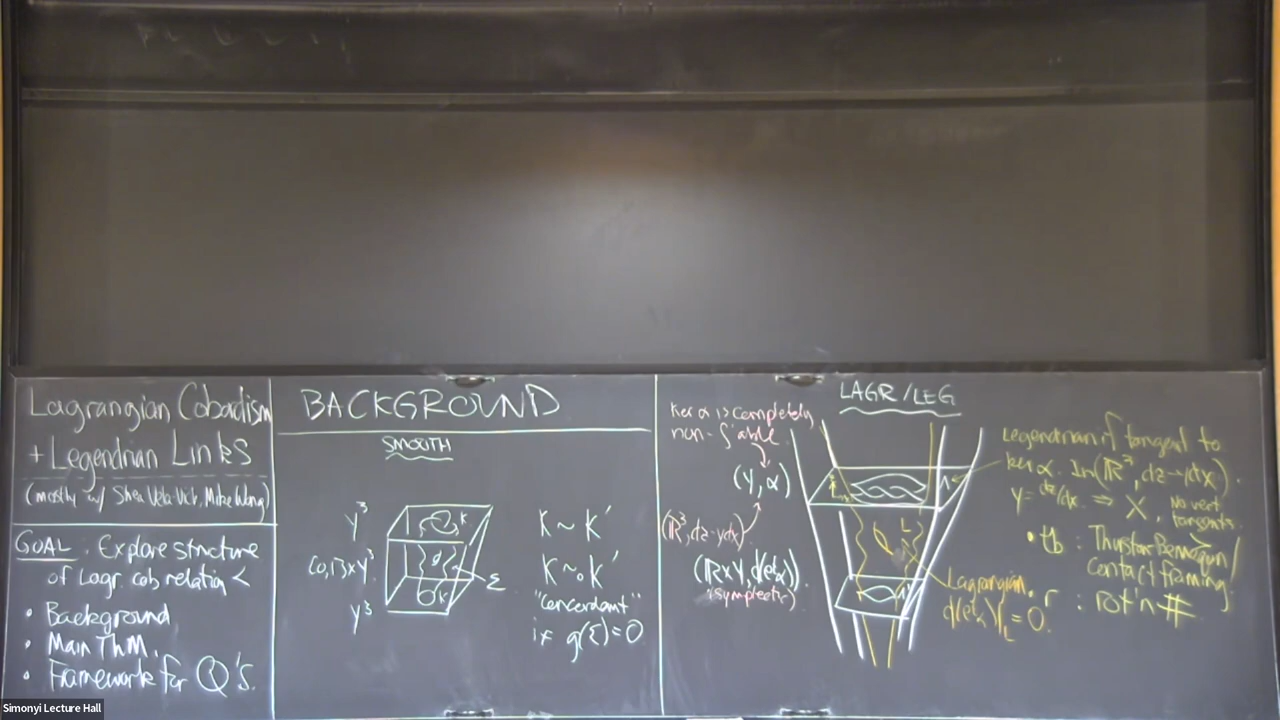 Lagrangian Cobordism
+ Legendrian Links
(mostly w/ Shea Vela-Vick, Mike Wong)
GOAL. Explore structure
of Lagr. cob relation <
• Background
• Main Thm.
• Framework for Q's.
BACKGROUND
SMOOTH
Y³
[0,1]×Y³
Y³
K
K'
Σ
K ~ K'
K ~₀ K'
"concordant"
if g(Σ)=0
LAGR/LEG
ker α is completely
non-∫'able
(Y,α)
(ℝ³,dz-ydx)
(ℝ×Y, d(eᵗα))
(symplectic)
Λ
L
Lagrangian,
d(eᵗα)|_L=0.
Legendrian if tangent to
ker α. In (ℝ³,dz-ydx).
y=dz/dx ⇒ X, No vert
tangents.
• tb : Thurston Bennequin/
contact framing.
r : rot'n #
Simonyi Lecture Hall